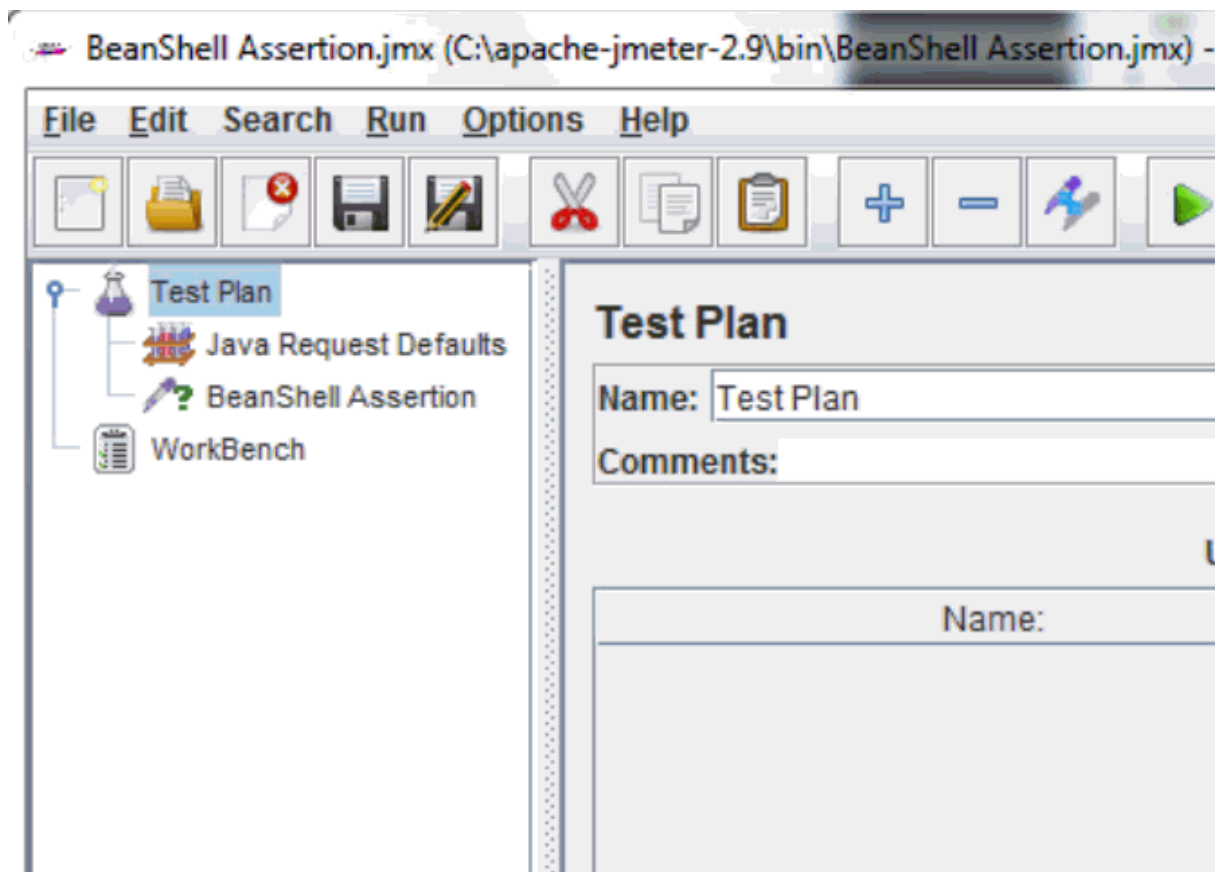 BeanShell Assertion.jmx (C:\apache-jmeter-2.9\bin\BeanShell Assertion.jmx) -
File Edit Search Run Options Help
Test Plan
Java Request Defaults
BeanShell Assertion
WorkBench
Test Plan
Name: Test Plan
Comments:
Name: